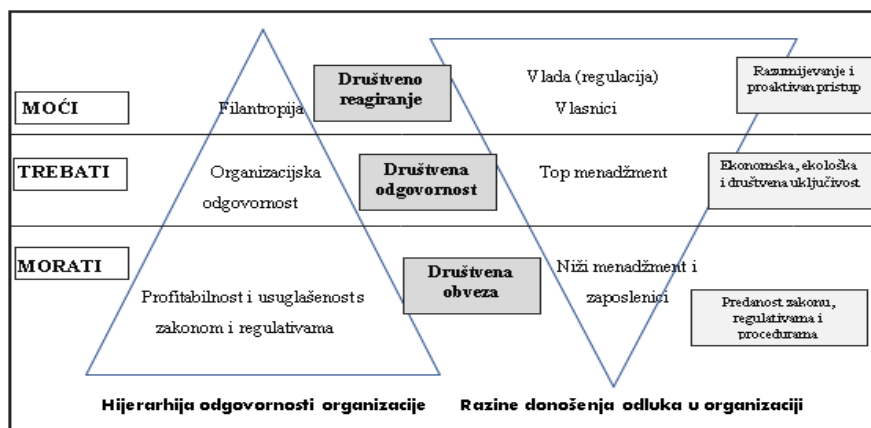 MOĆI
Filantropija
Društveno
reagiranje
Vlada (regulacija)
Vlasnici
Razumijevanje i
proaktivan pristup
TREBATI
Organizacijska
odgovornost
Društvena
odgovornost
Top menadžment
Ekonomska, ekološka
i društvena uključivost
MORATI
Profitabilnost i usuglašenost s
zakonom i regulativama
Društvena
obveza
Niži menadžment i
zaposlenici
Predanost zakonu,
regulativama i
procedurama
Hijerarhija odgovornosti organizacije
Razine donošenja odluka u organizaciji